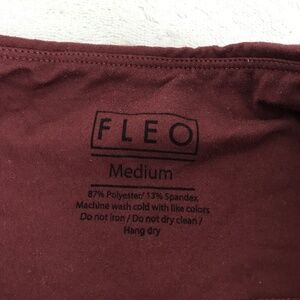 FLEO
Medium
87% Polyester/ 13% Spandex
Machine wash cold with like colors
Do not iron / Do not dry clean /
Hang dry